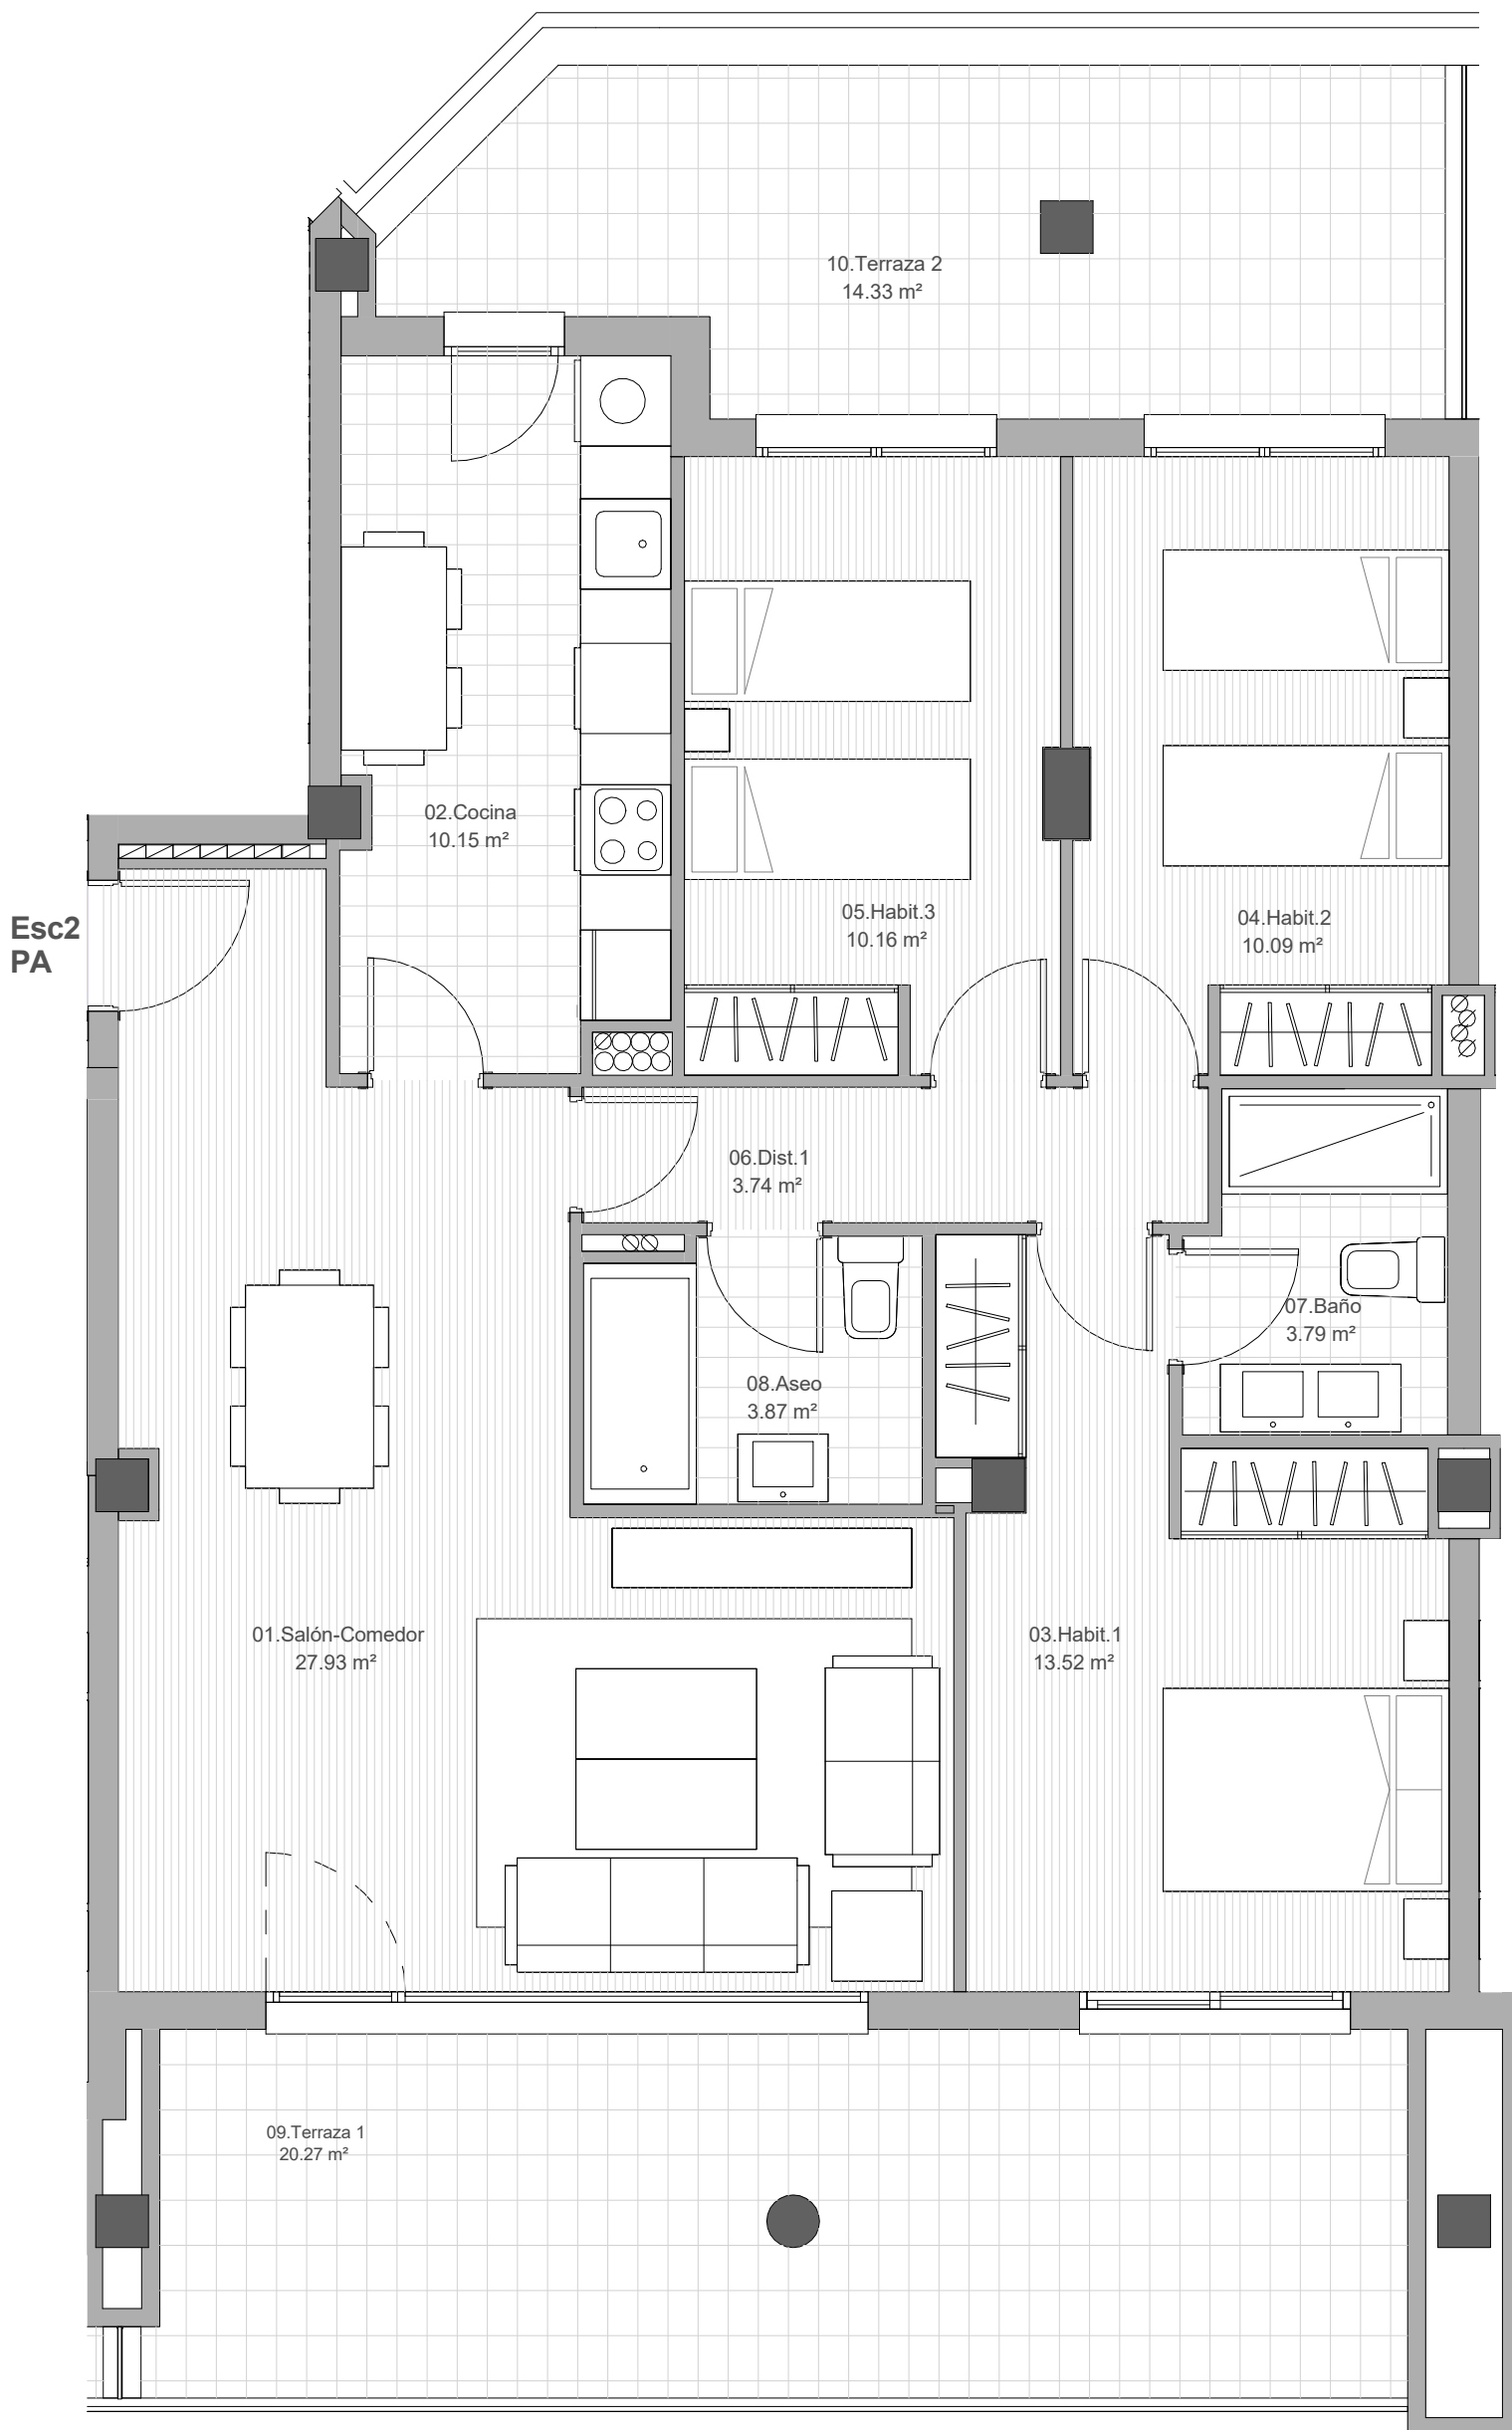 10.Terraza 2
14.33 m²
02.Cocina
10.15 m²
Esc2
PA
05.Habit.3
10.16 m²
04.Habit.2
10.09 m²
06.Dist.1
3.74 m²
07.Baño
3.79 m²
08.Aseo
3.87 m²
01.Salón-Comedor
27.93 m²
03.Habit.1
13.52 m²
09.Terraza 1
20.27 m²